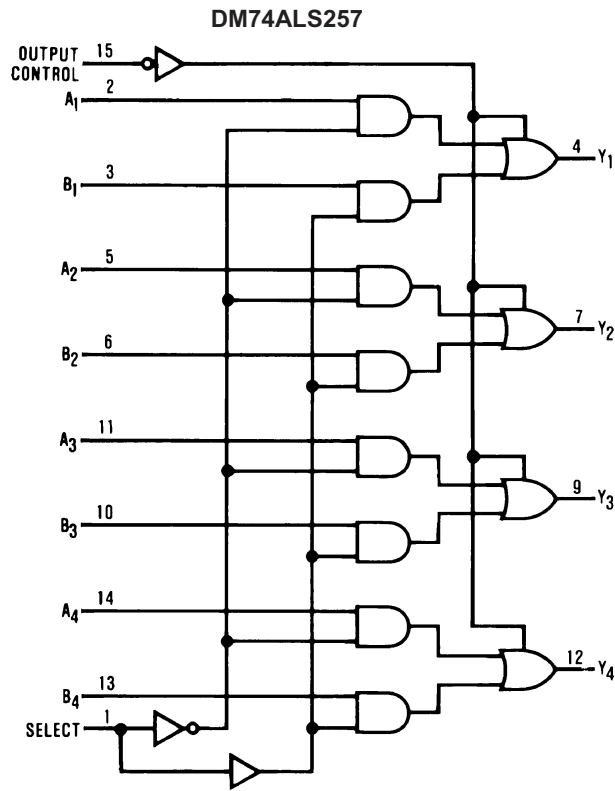 DM74ALS257
OUTPUT CONTROL 15
A1 2
4 Y1
B1 3
A2 5
7 Y2
B2 6
A3 11
9 Y3
B3 10
A4 14
12 Y4
B4 13
SELECT 1